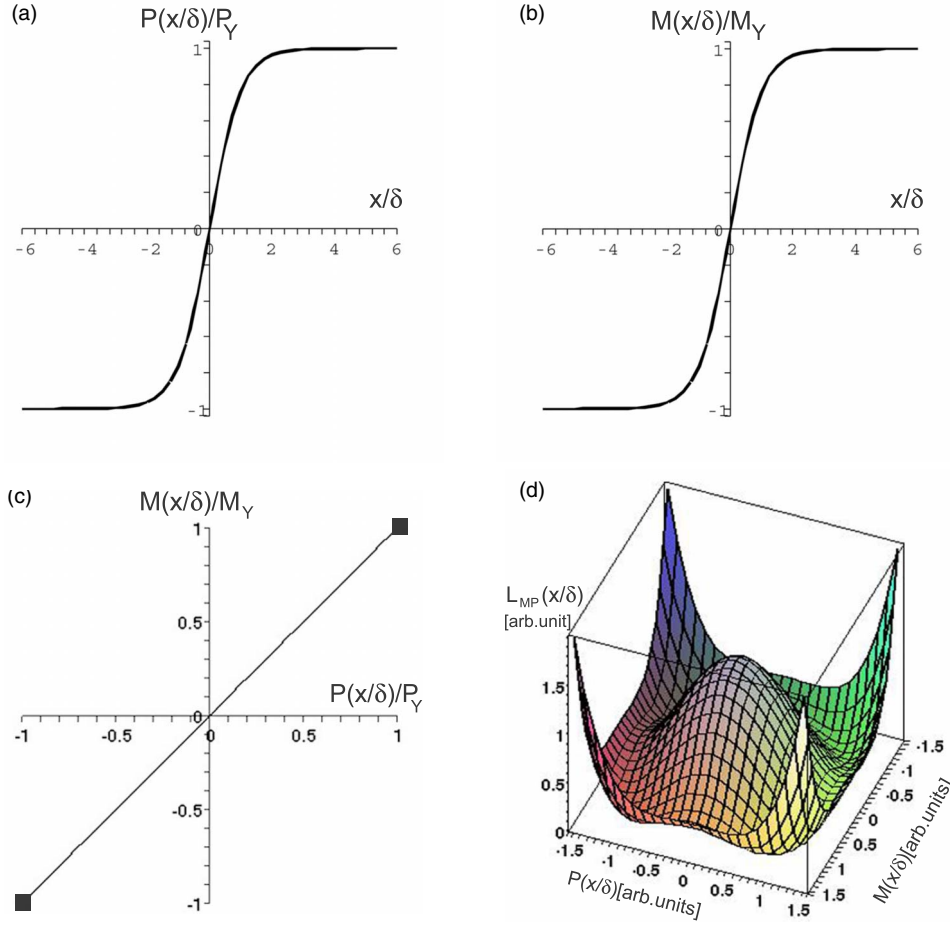 (a)
P(x/δ)/P_Y
1
x/δ
-6 -4 -2 0 0 2 4 6
-1
(b)
M(x/δ)/M_Y
1
x/δ
-6 -4 -2 0 0 2 4 6
-1
(c)
M(x/δ)/M_Y
1
0.5
P(x/δ)/P_Y
0
-1 -0.5 0 0.5 1
-0.5
-1
(d)
L_MP(x/δ)
[arb.unit]
1.5
1
0.5
0
-1.5 -1 -0.5 0 0.5 1 1.5
P(x/δ)[arb.units]
-1.5
-1
-0.5
0
0.5
1
1.5
M(x/δ)[arb.units]